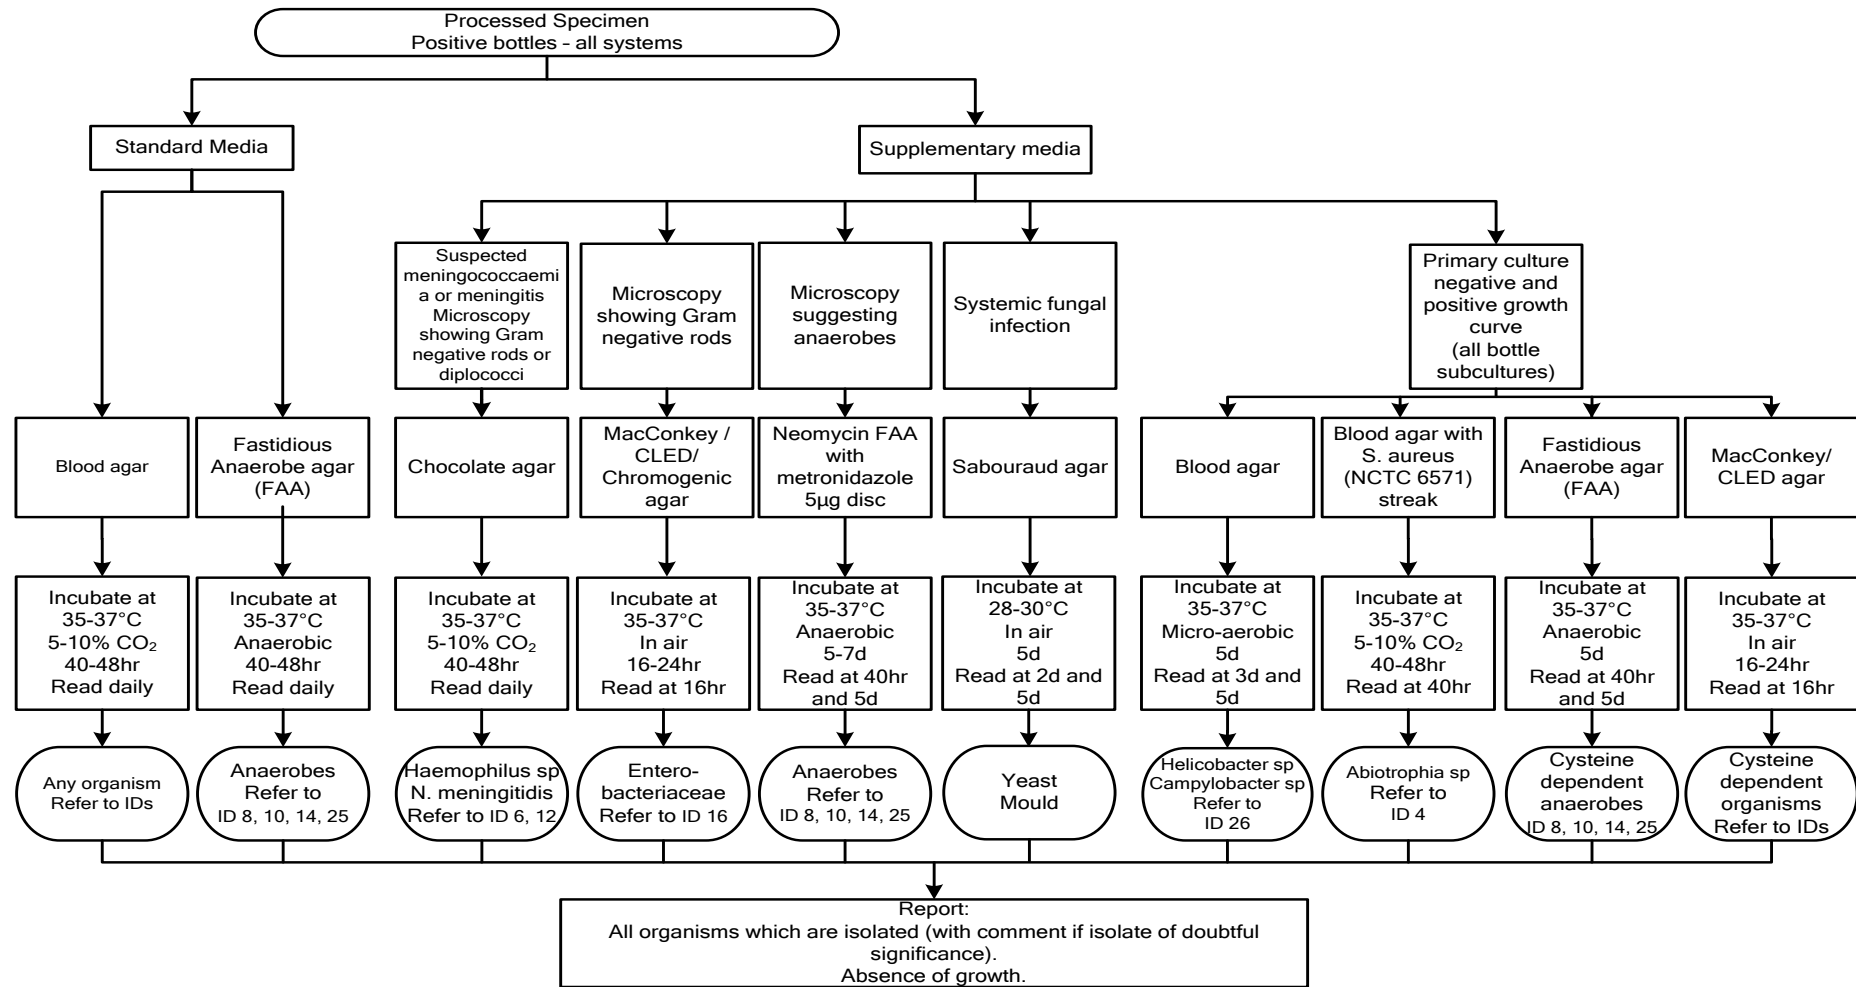 Processed Specimen
Positive bottles – all systems
Standard Media
Supplementary media
Suspected
meningococcaemi
a or meningitis
Microscopy
showing Gram
negative rods or
diplococci
Microscopy
showing Gram
negative rods
Microscopy
suggesting
anaerobes
Systemic fungal
infection
Primary culture
negative and
positive growth
curve
(all bottle
subcultures)
Blood agar
Fastidious
Anaerobe agar
(FAA)
Chocolate agar
MacConkey /
CLED/
Chromogenic
agar
Neomycin FAA
with
metronidazole
5µg disc
Sabouraud agar
Blood agar
Blood agar with
S. aureus
(NCTC 6571)
streak
Fastidious
Anaerobe agar
(FAA)
MacConkey/
CLED agar
Incubate at
35-37°C
5-10% CO₂
40-48hr
Read daily
Incubate at
35-37°C
Anaerobic
40-48hr
Read daily
Incubate at
35-37°C
5-10% CO₂
40-48hr
Read daily
Incubate at
35-37°C
In air
16-24hr
Read at 16hr
Incubate at
35-37°C
Anaerobic
5-7d
Read at 40hr
and 5d
Incubate at
28-30°C
In air
5d
Read at 2d and
5d
Incubate at
35-37°C
Micro-aerobic
5d
Read at 3d and
5d
Incubate at
35-37°C
5-10% CO₂
40-48hr
Read at 40hr
Incubate at
35-37°C
Anaerobic
5d
Read at 40hr
and 5d
Incubate at
35-37°C
In air
16-24hr
Read at 16hr
Any organism
Refer to IDs
Anaerobes
Refer to
ID 8, 10, 14, 25
Haemophilus sp
N. meningitidis
Refer to ID 6, 12
Entero-
bacteriaceae
Refer to ID 16
Anaerobes
Refer to
ID 8, 10, 14, 25
Yeast
Mould
Helicobacter sp
Campylobacter sp
Refer to
ID 26
Abiotrophia sp
Refer to
ID 4
Cysteine
dependent
anaerobes
ID 8, 10, 14, 25
Cysteine
dependent
organisms
Refer to IDs
Report:
All organisms which are isolated (with comment if isolate of doubtful
significance).
Absence of growth.